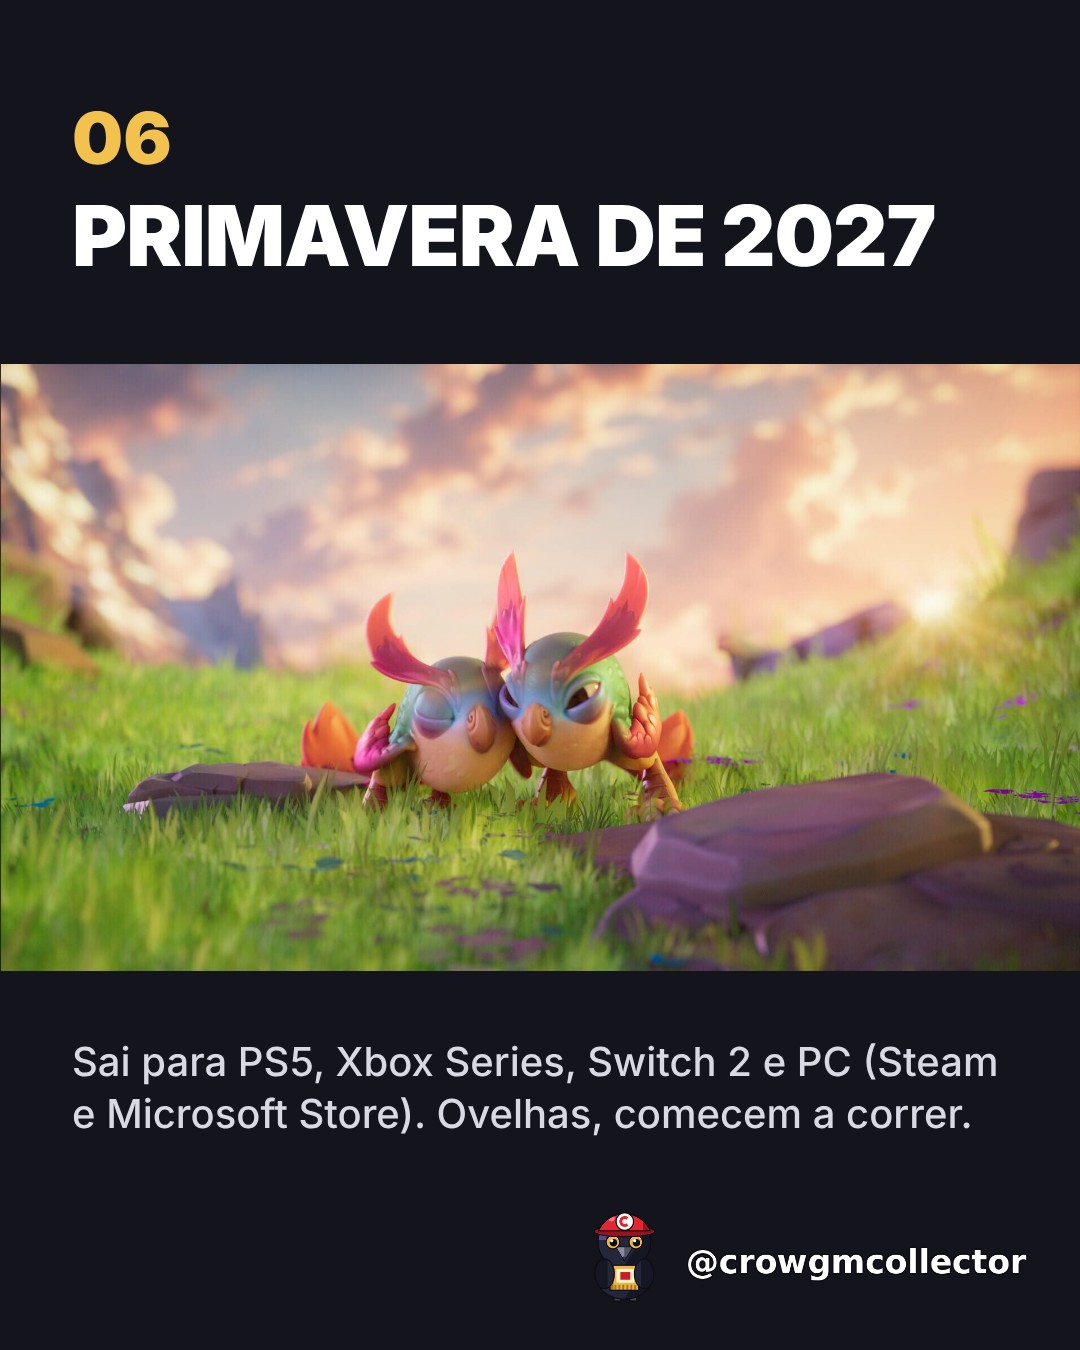 06
PRIMAVERA DE 2027
Sai para PS5, Xbox Series, Switch 2 e PC (Steam
e Microsoft Store). Ovelhas, comecem a correr.
C
@crowgmcollector